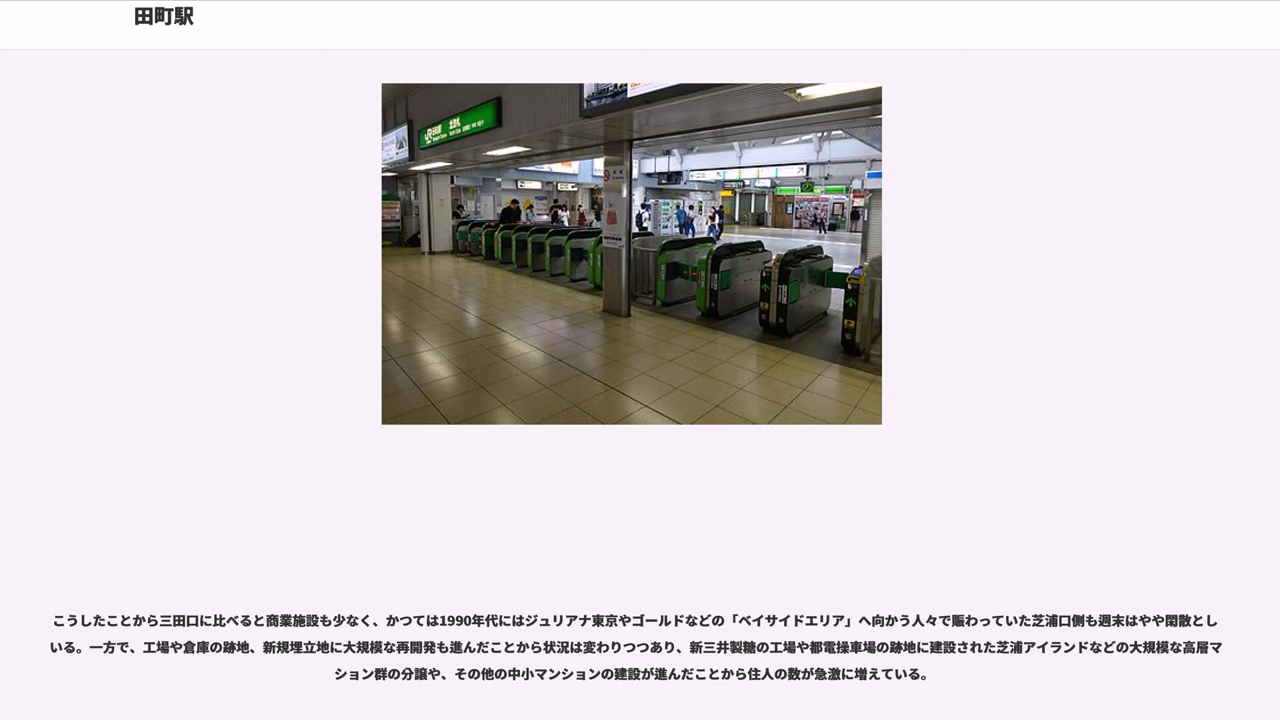 田町駅
JR 田町駅 北改札
こうしたことから三田口に比べると商業施設も少なく、かつては1990年代にはジュリアナ東京やゴールドなどの「ベイサイドエリア」へ向かう人々で賑わっていた芝浦口側も週末はやや閑散とし
いる。一方で、工場や倉庫の跡地、新規埋立地に大規模な再開発も進んだことから状況は変わりつつあり、新三井製糖の工場や都電操車場の跡地に建設された芝浦アイランドなどの大規模な高層マ
ンション群の分譲や、その他の中小マンションの建設が進んだことから住人の数が急激に増えている。